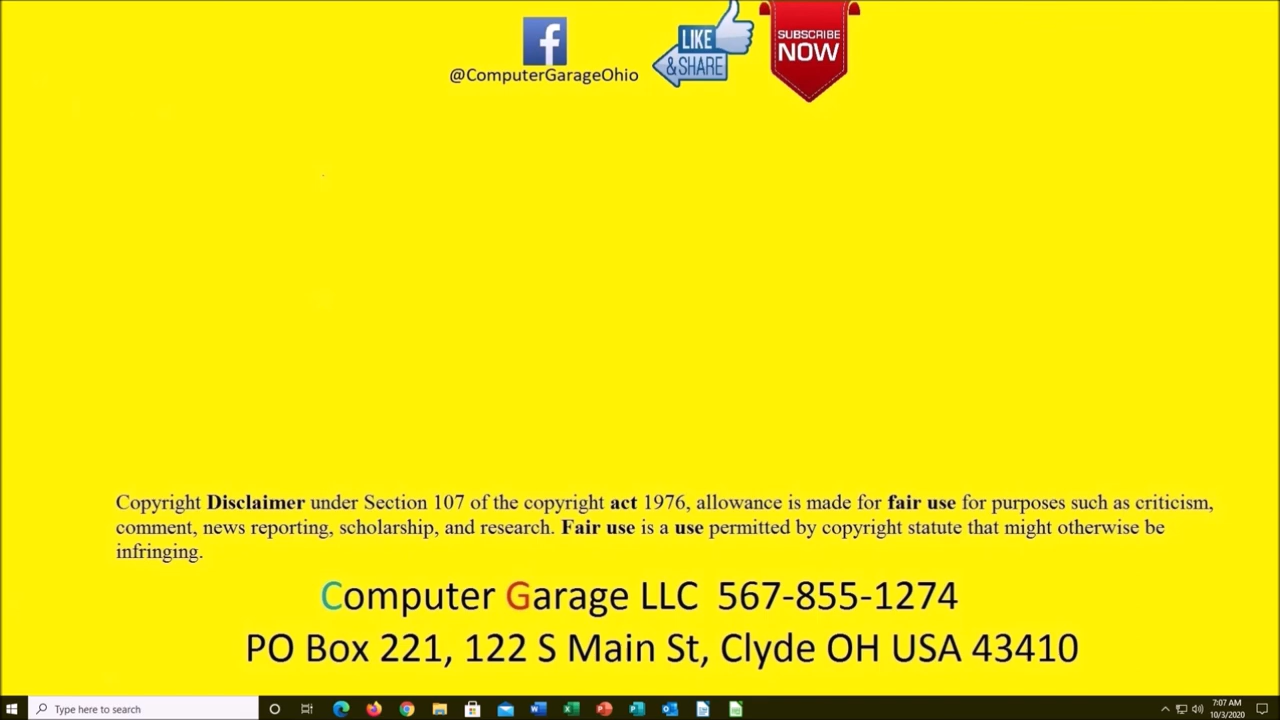 LIKE
& SHARE
SUBSCRIBE
NOW
@ComputerGarageOhio
Copyright Disclaimer under Section 107 of the copyright act 1976, allowance is made for fair use for purposes such as criticism,
comment, news reporting, scholarship, and research. Fair use is a use permitted by copyright statute that might otherwise be
infringing.
Computer Garage LLC 567-855-1274
PO Box 221, 122 S Main St, Clyde OH USA 43410
Type here to search
7:07 AM
10/3/2020